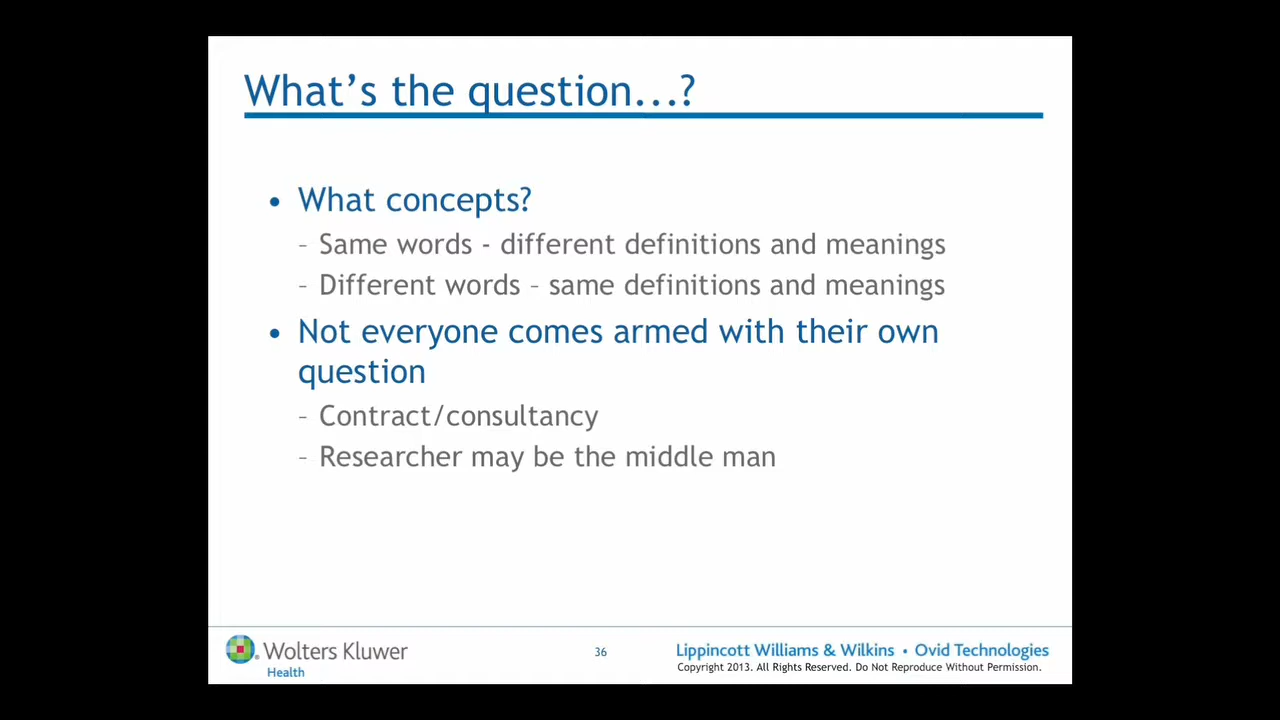 What’s the question...?
• What concepts?
– Same words - different definitions and meanings
– Different words – same definitions and meanings
• Not everyone comes armed with their own
question
– Contract/consultancy
– Researcher may be the middle man
Wolters Kluwer
Health
36
Lippincott Williams & Wilkins • Ovid Technologies
Copyright 2013. All Rights Reserved. Do Not Reproduce Without Permission.